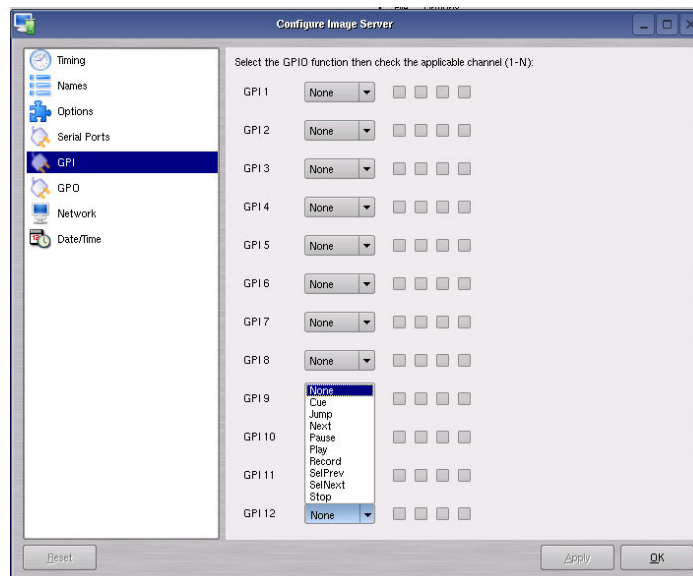 Configure Image Server
Timing
Names
Options
Serial Ports
GPI
GPO
Network
Date/Time
Select the GPIO function then check the applicable channel (1-N):
GPI 1 None
GPI 2 None
GPI 3 None
GPI 4 None
GPI 5 None
GPI 6 None
GPI 7 None
GPI 8 None
GPI 9
GPI 10
GPI 11
None
Cue
Jump
Next
Pause
Play
Record
SelPrev
SelNext
Stop
GPI 12 None
Reset
Apply
OK